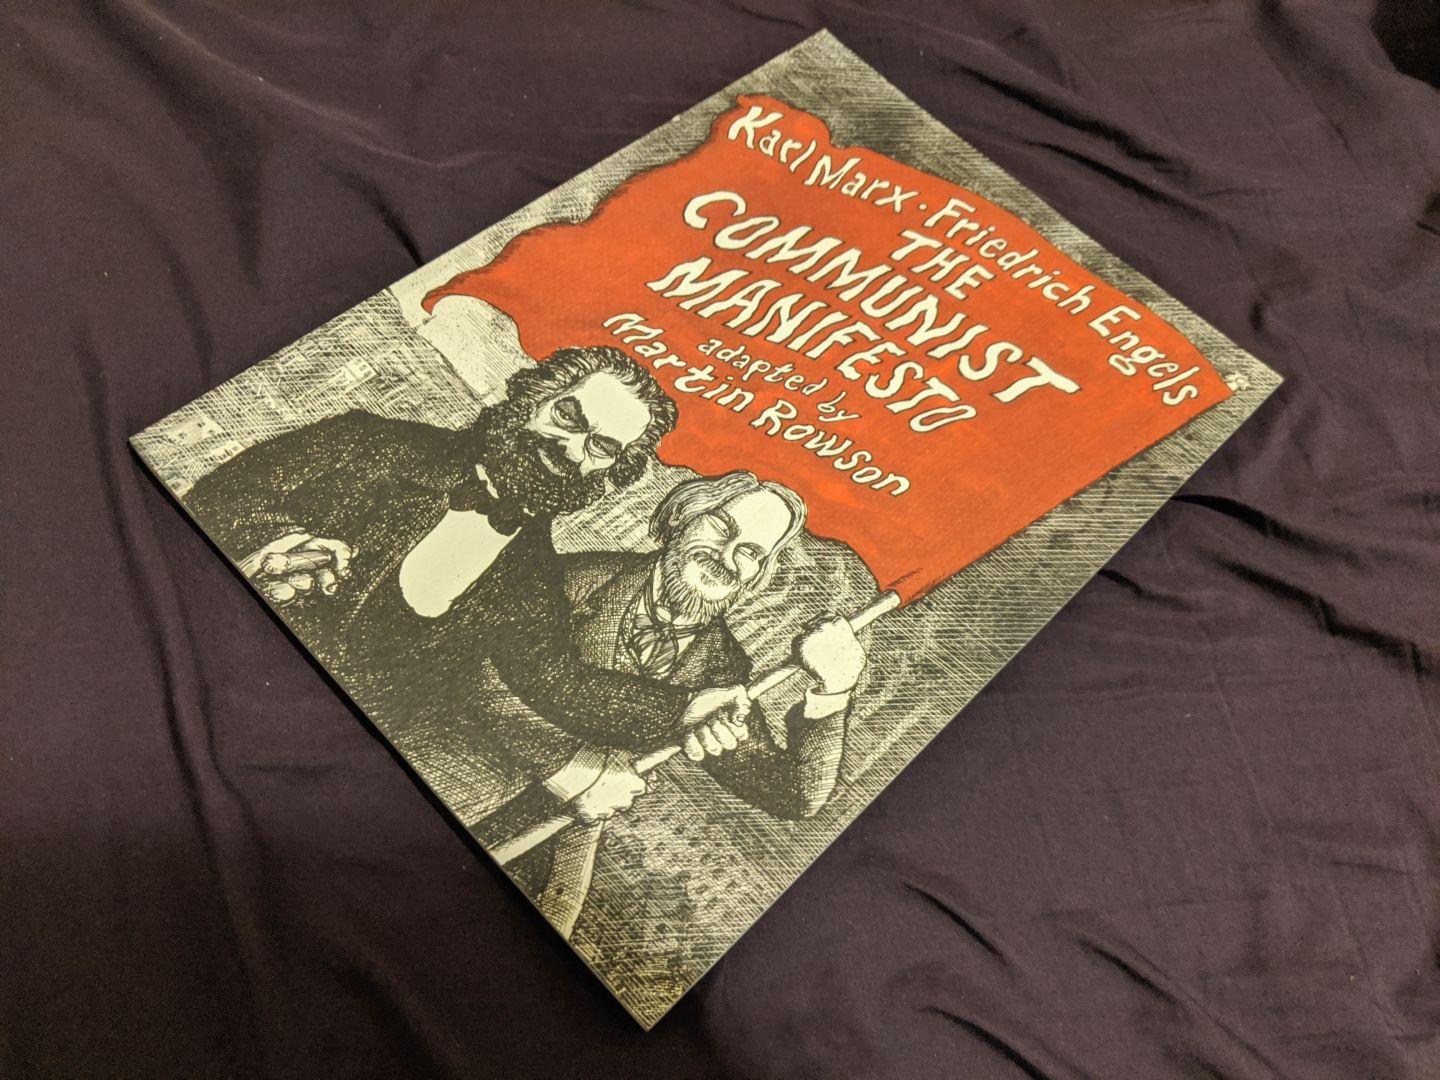 Karl Marx · Friedrich Engels
THE
COMMUNIST
MANIFESTO
adapted by
Martin Rowson